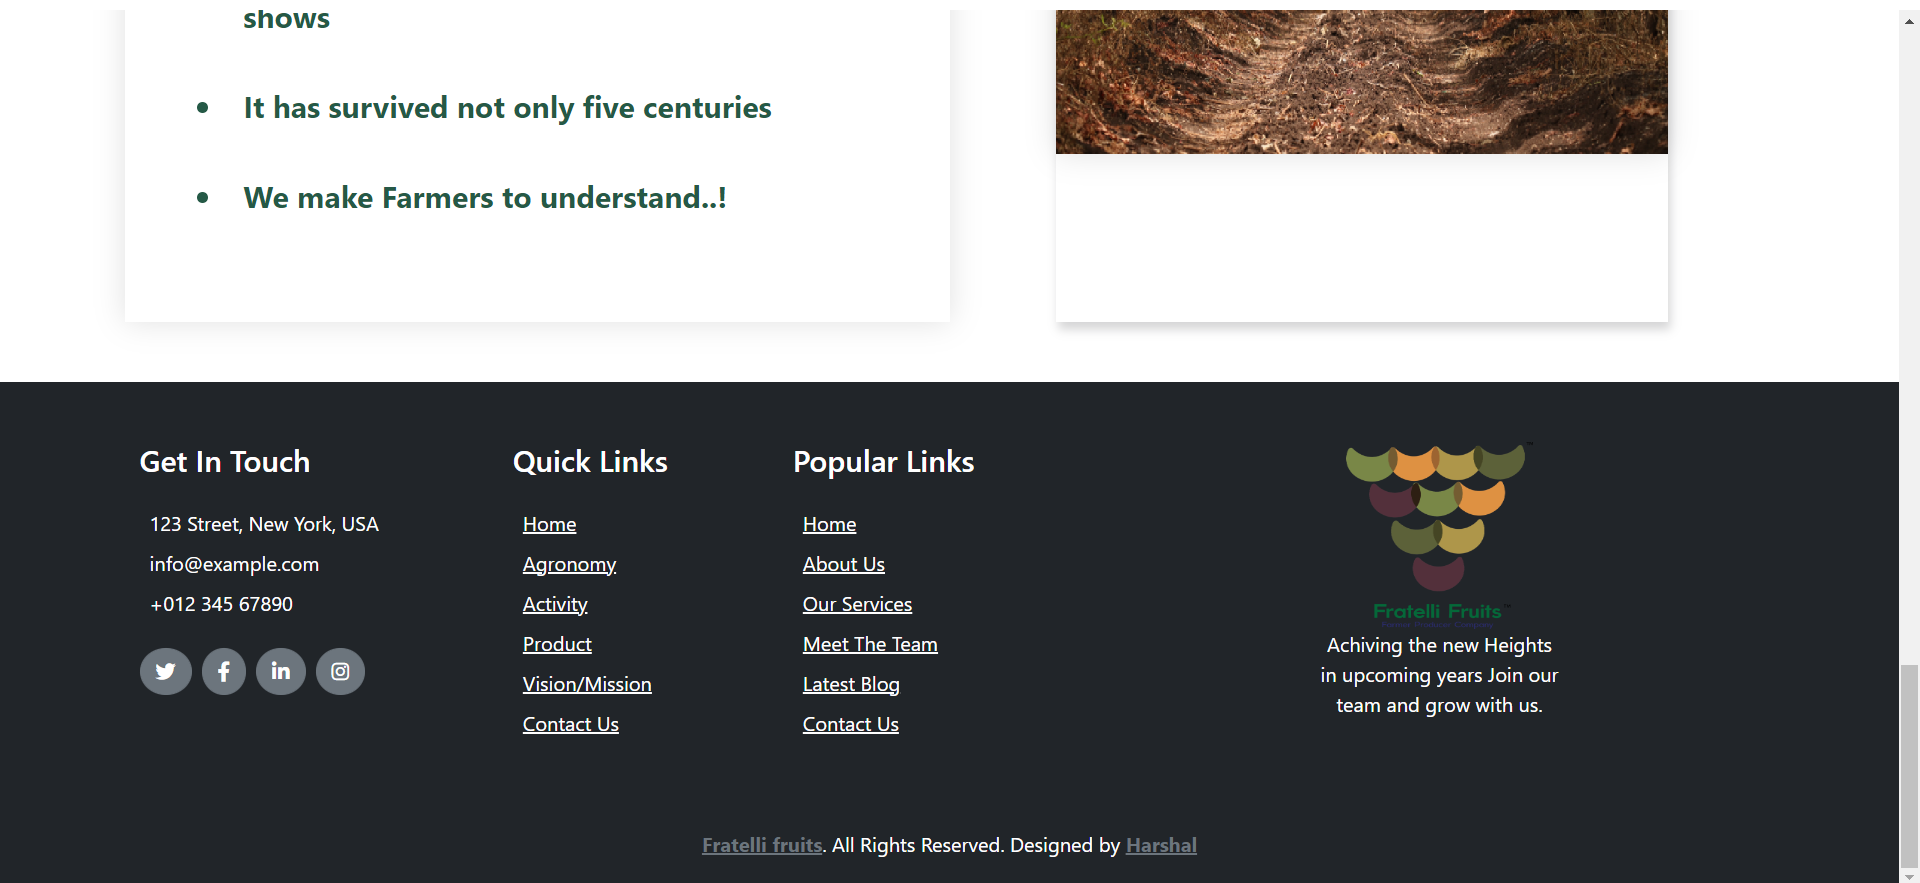 shows
It has survived not only five centuries
We make Farmers to understand..!
Get In Touch
123 Street, New York, USA
info@example.com
+012 345 67890
Quick Links
Home
Agronomy
Activity
Product
Vision/Mission
Contact Us
Popular Links
Home
About Us
Our Services
Meet The Team
Latest Blog
Contact Us
Fratelli Fruits
Farmer Producer Company
Achiving the new Heights
in upcoming years Join our
team and grow with us.
Fratelli fruits. All Rights Reserved. Designed by Harshal